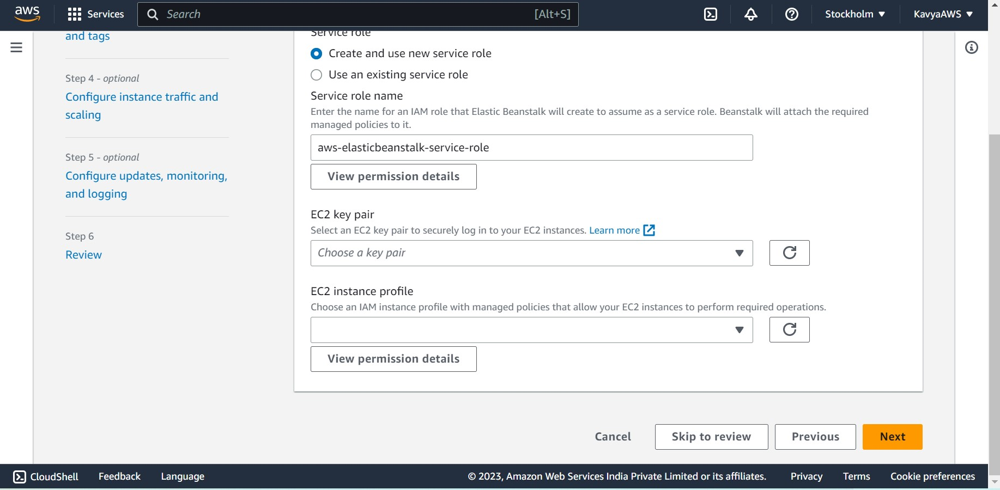 aws
Services
Search
[Alt+S]
Stockholm
KavyaAWS
and tags
Step 4 - optional
Configure instance traffic and
scaling
Step 5 - optional
Configure updates, monitoring,
and logging
Step 6
Review
Service role
Create and use new service role
Use an existing service role
Service role name
Enter the name for an IAM role that Elastic Beanstalk will create to assume as a service role. Beanstalk will attach the required
managed policies to it.
aws-elasticbeanstalk-service-role
View permission details
EC2 key pair
Select an EC2 key pair to securely log in to your EC2 instances. Learn more
Choose a key pair
EC2 instance profile
Choose an IAM instance profile with managed policies that allow your EC2 instances to perform required operations.
View permission details
Cancel
Skip to review
Previous
Next
CloudShell
Feedback
Language
© 2023, Amazon Web Services India Private Limited or its affiliates.
Privacy
Terms
Cookie preferences